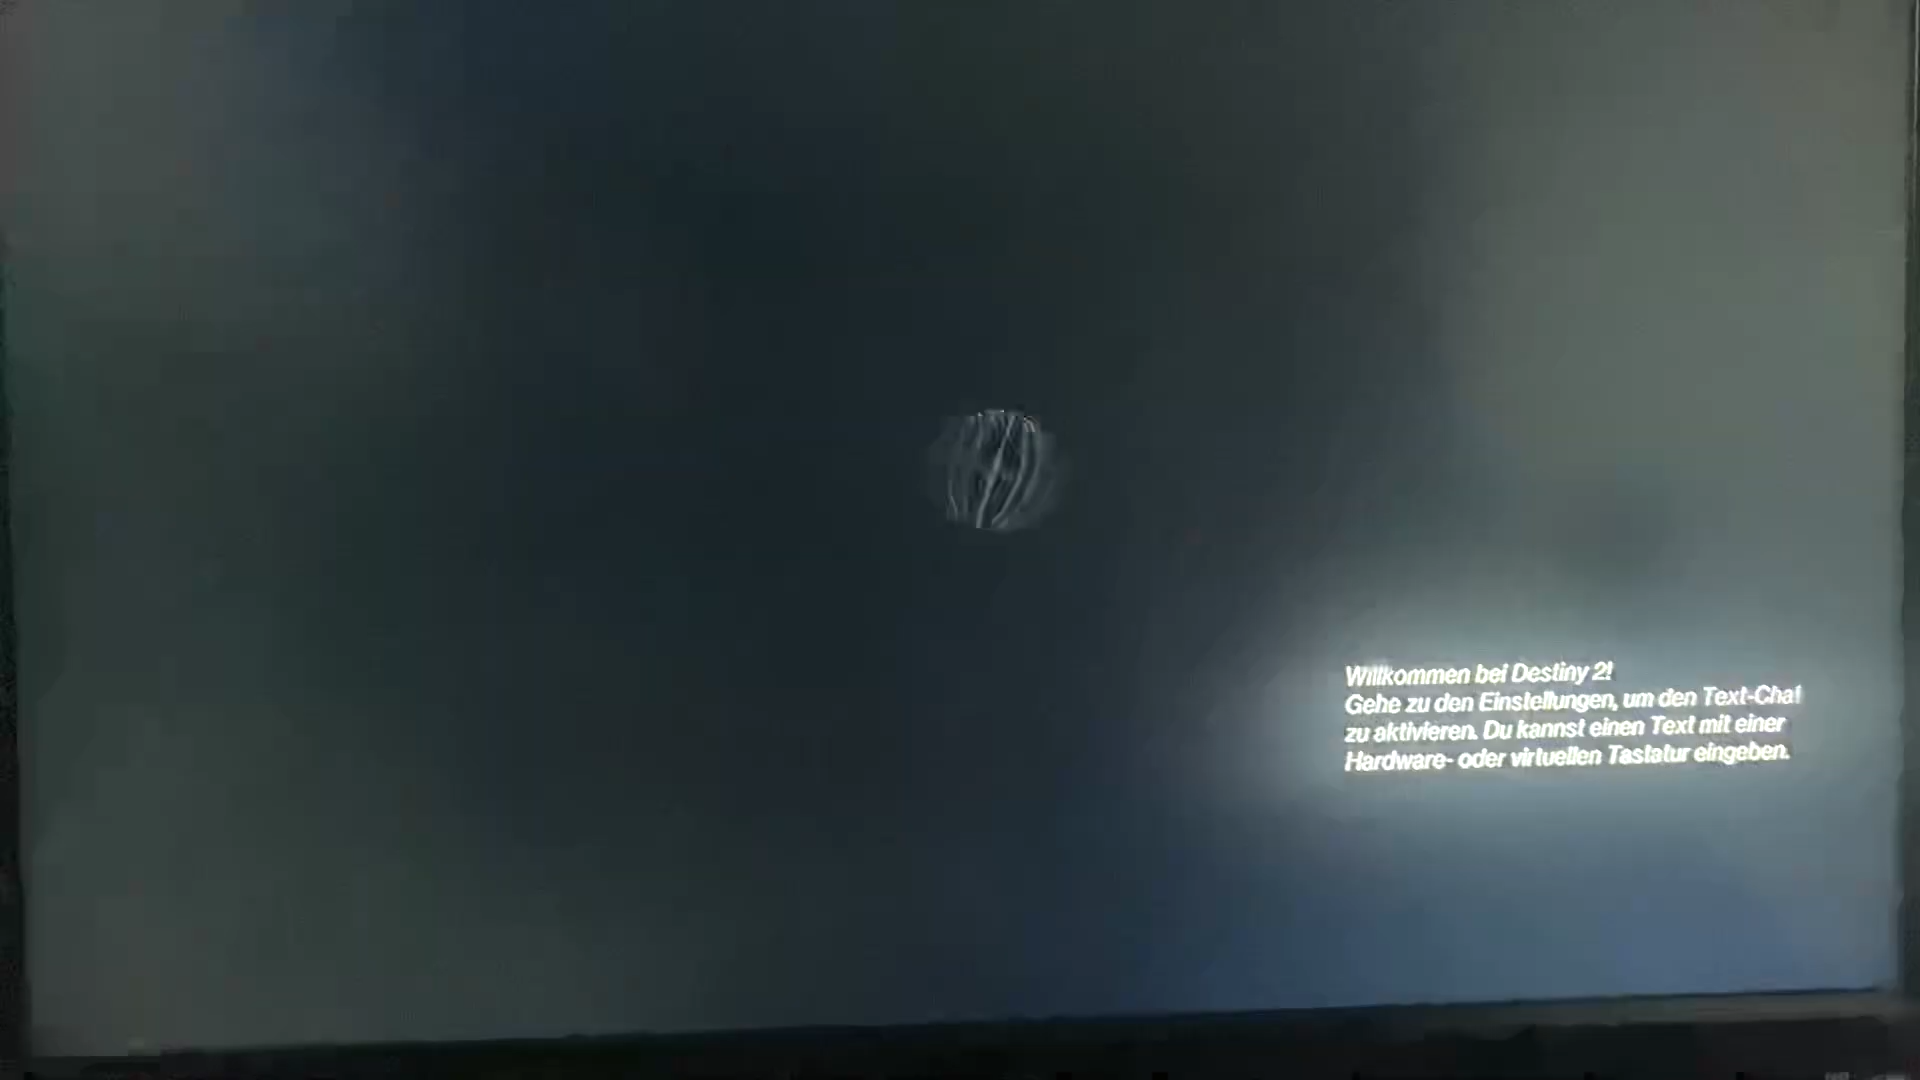 Willkommen bei Destiny 2!
Gehe zu den Einstellungen, um den Text-Chat
zu aktivieren. Du kannst einen Text mit einer
Hardware- oder virtuellen Tastatur eingeben.